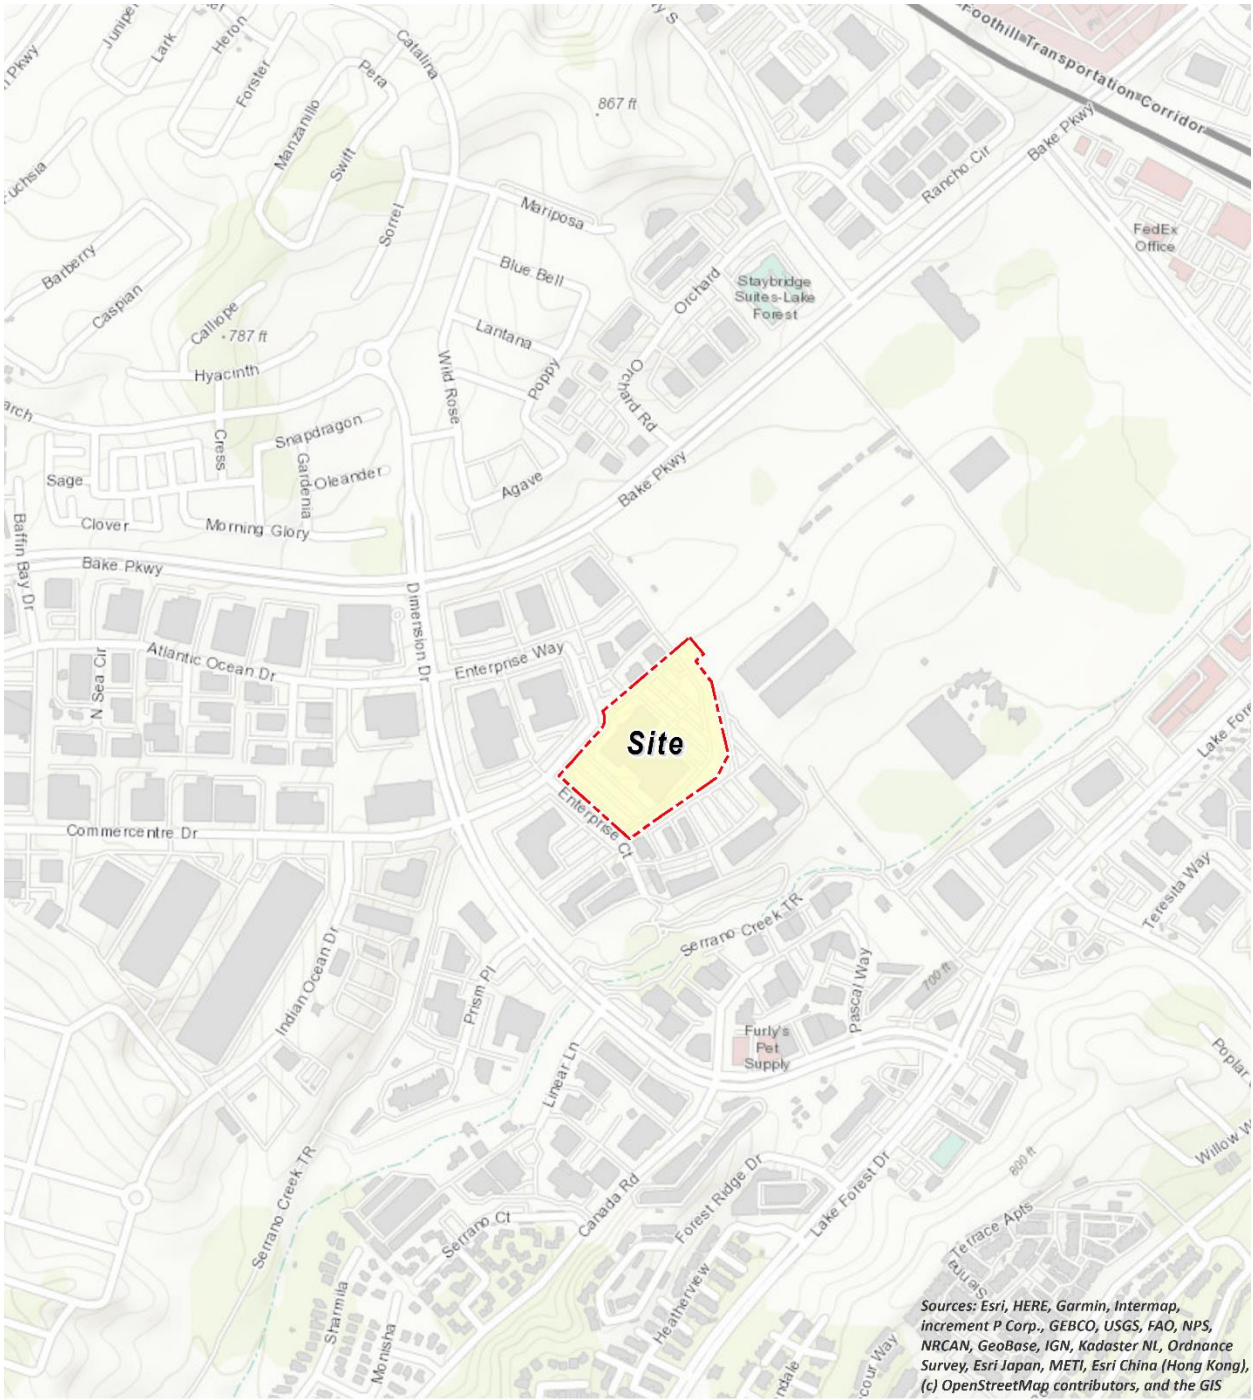 Juniper
Lark
Heron
Forster
Catalina
Pera
Manzanillo
Swift
867 ft
Foothill Transportation Corridor
Bake Pkwy
Rancho Cir
FedEx
Office
Sorrel
Mariposa
Barberry
Caspian
Calliope
787 ft
Hyacinth
Blue Bell
Lantana
Poppy
Wild Rose
Orchard
Orchard Rd
Staybridge
Suites-Lake
Forest
Snapdragon
Cress
Gardenia
Oleander
Sage
Clover
Morning Glory
Agave
Bake Pkwy
Baffin Bay Dr
Bake Pkwy
Dimension Dr
Atlantic Ocean Dr
Enterprise Way
N Sea Cir
Site
Enterprise Ct
Commercentre Dr
Indian Ocean Dr
Prism Pl
Serrano Creek TR
Pascal Way
700 ft
Teresita Way
Furly's
Pet
Supply
Linear Ln
Serrano Creek TR
Canada Rd
Forest Ridge Dr
Lake Forest Dr
Serrano Ct
Sharmila
Monisha
Heatherview
800 ft
Terrace Apts
Sienna
Sources: Esri, HERE, Garmin, Intermap,
increment P Corp., GEBCO, USGS, FAO, NPS,
NRCAN, GeoBase, IGN, Kadaster NL, Ordnance
Survey, Esri Japan, METI, Esri China (Hong Kong),
(c) OpenStreetMap contributors, and the GIS